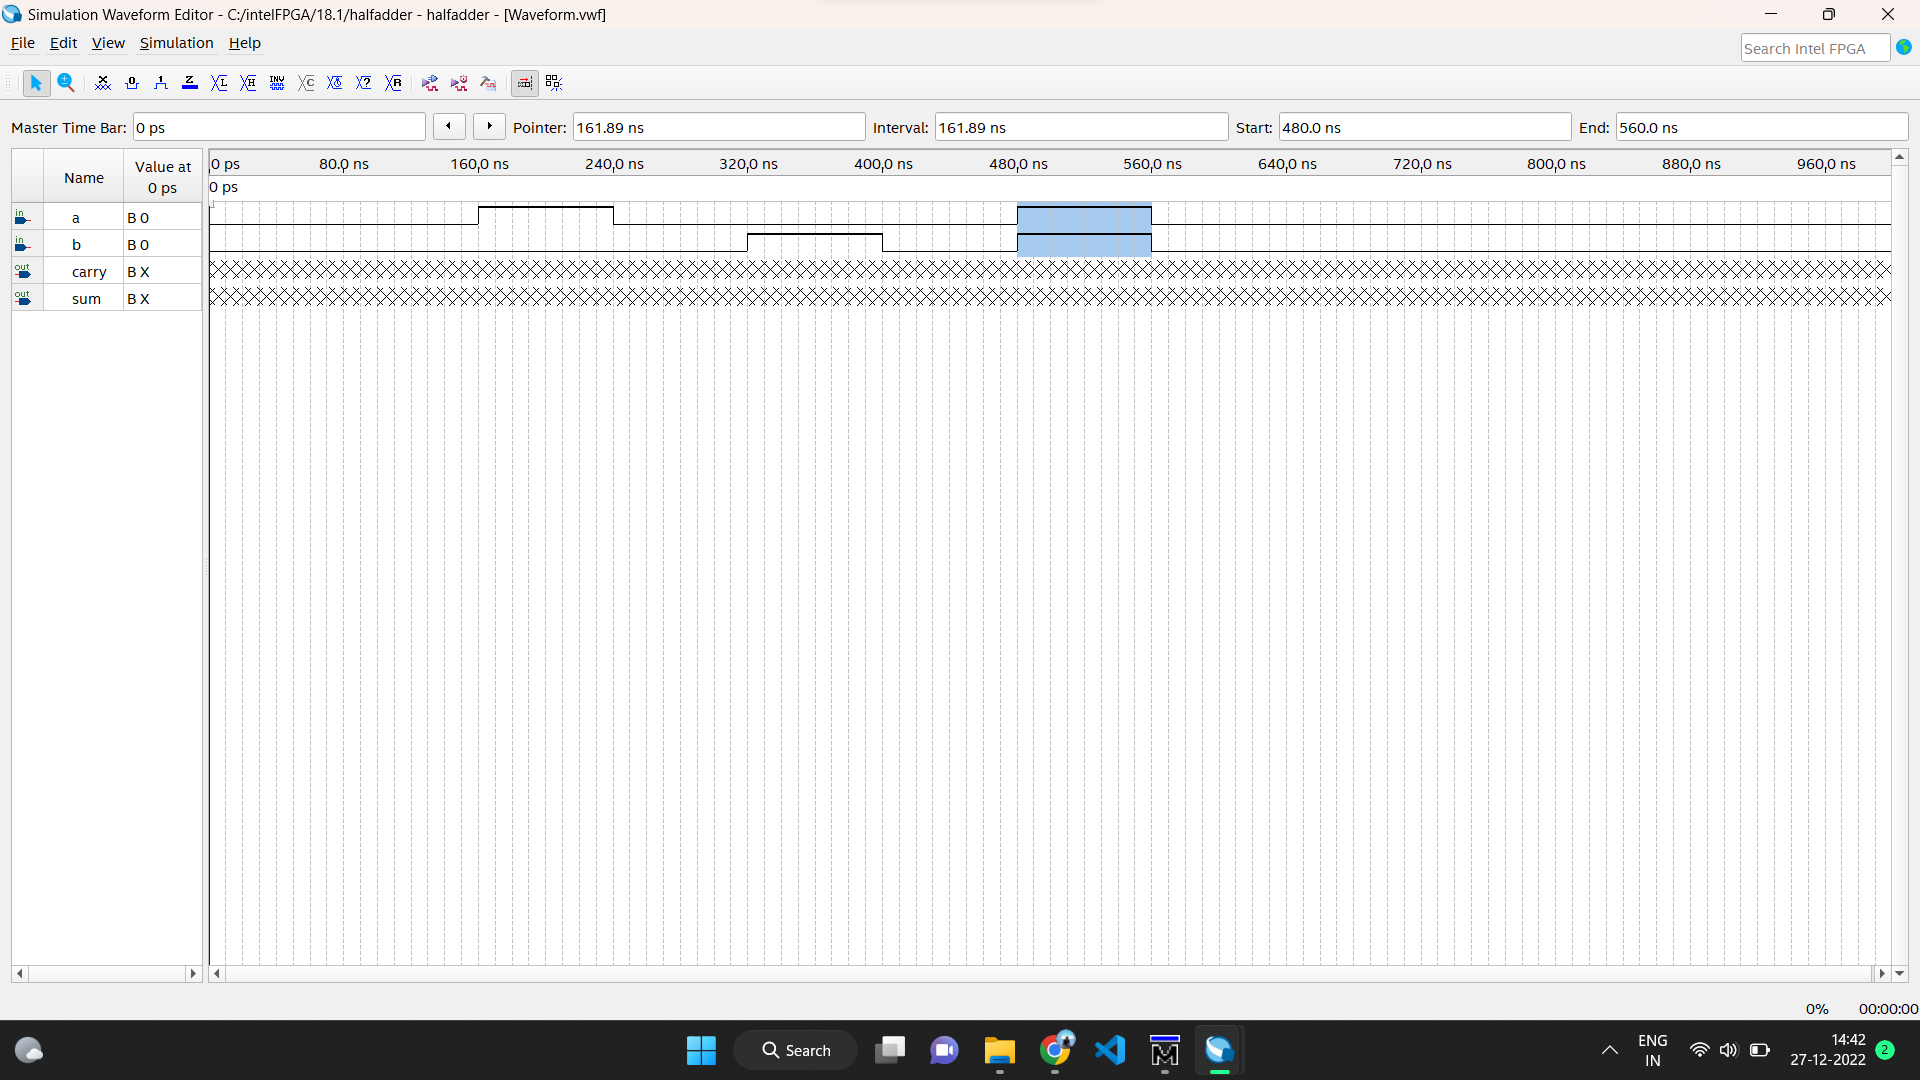 Simulation Waveform Editor - C:/intelFPGA/18.1/halfadder - halfadder - [Waveform.vwf]
File Edit View Simulation Help
Search Intel FPGA
Master Time Bar: 0 ps Pointer: 161.89 ns Interval: 161.89 ns Start: 480.0 ns End: 560.0 ns
Name Value at 0 ps
0 ps 80.0 ns 160.0 ns 240.0 ns 320.0 ns 400.0 ns 480.0 ns 560.0 ns 640.0 ns 720.0 ns 800.0 ns 880.0 ns 960.0 ns
0 ps
in a B 0
in b B 0
out carry B X
out sum B X
0% 00:00:00
Search
ENG
IN
14:42
27-12-2022
2